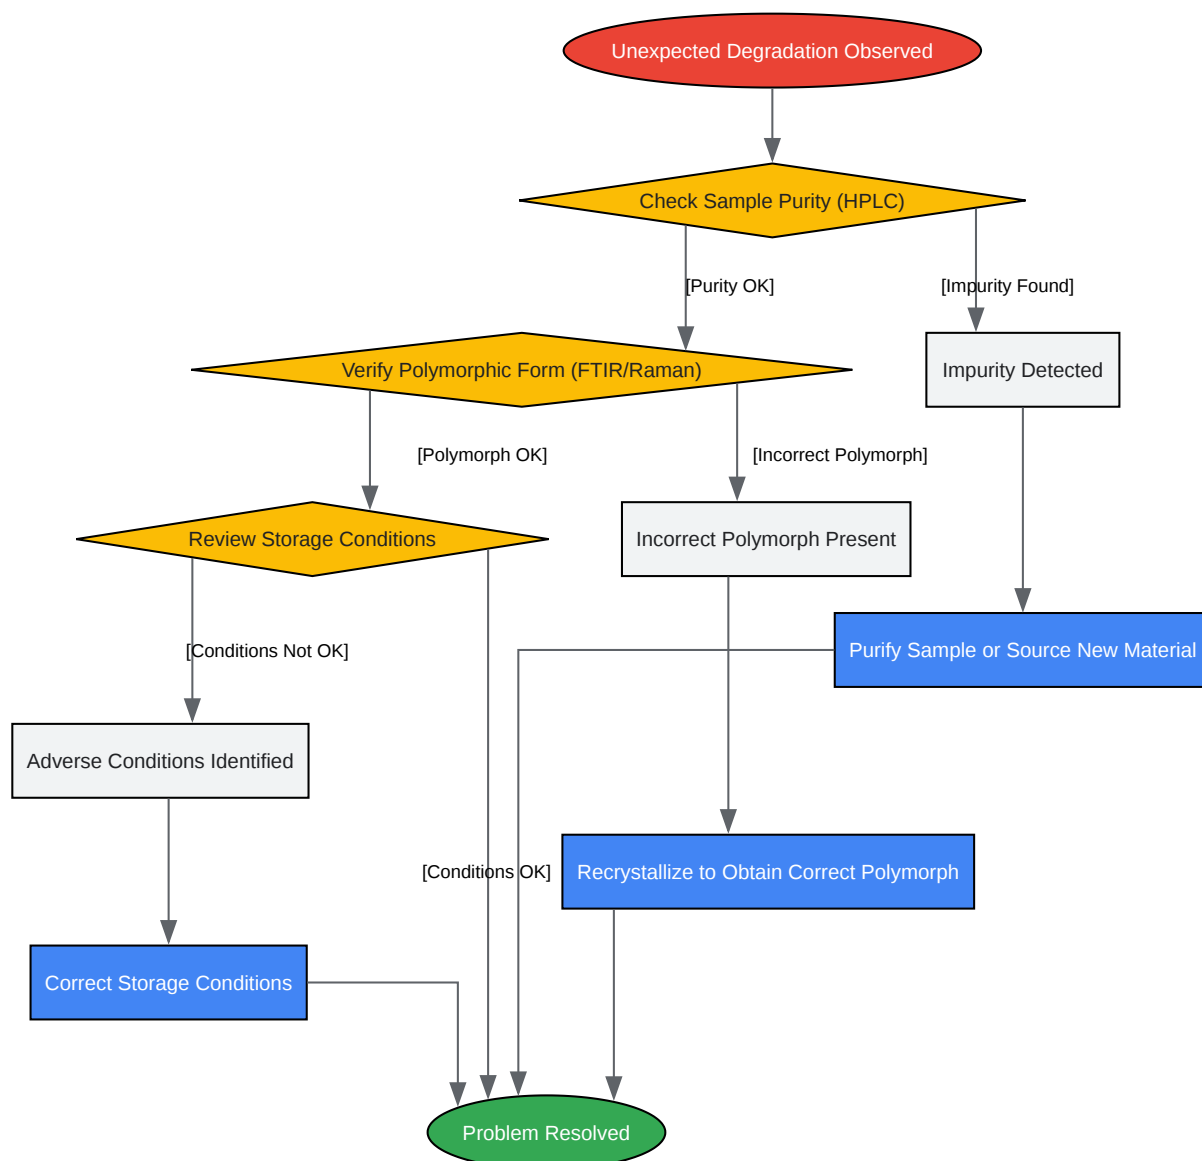 Unexpected Degradation Observed
Check Sample Purity (HPLC)
[Purity OK]
[Impurity Found]
Verify Polymorphic Form (FTIR/Raman)
Impurity Detected
[Polymorph OK]
[Incorrect Polymorph]
Review Storage Conditions
Incorrect Polymorph Present
[Conditions Not OK]
Purify Sample or Source New Material
Adverse Conditions Identified
[Conditions OK]
Recrystallize to Obtain Correct Polymorph
Correct Storage Conditions
Problem Resolved